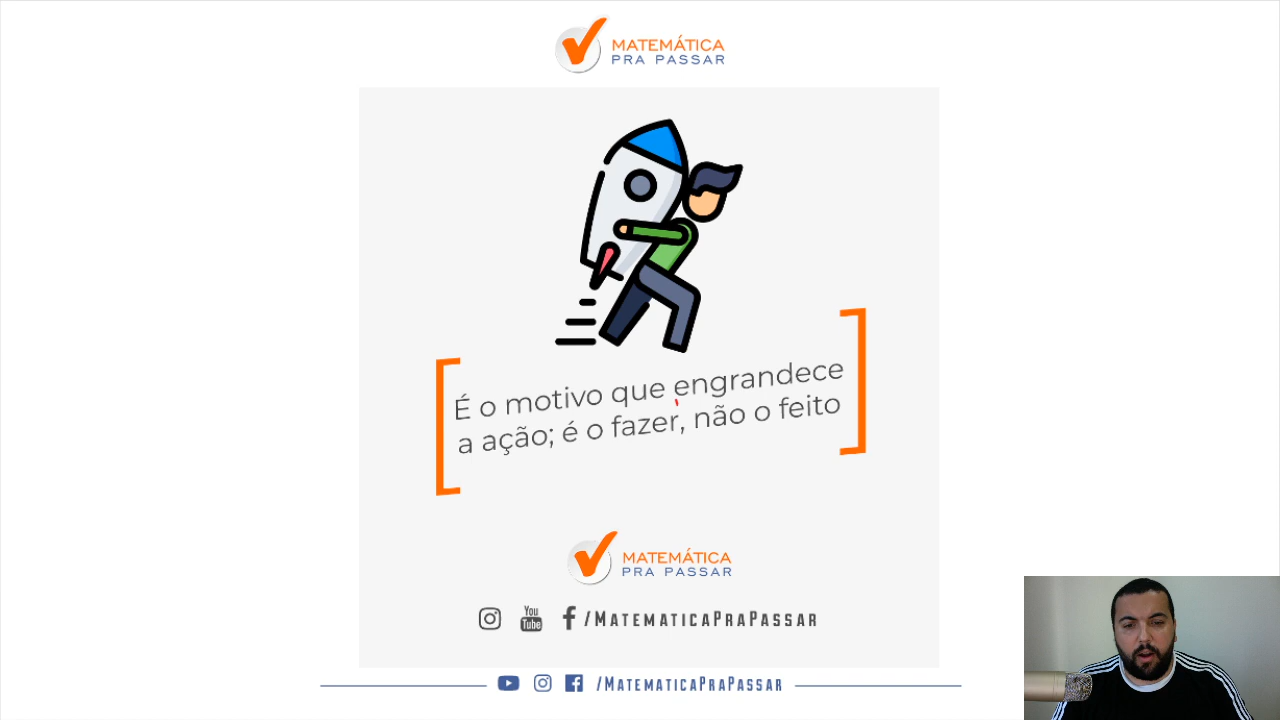 MATEMÁTICA
PRA PASSAR
É o motivo que engrandece
a ação; é o fazer, não o feito
MATEMÁTICA
PRA PASSAR
You
Tube
/MATEMATICAPRAPASSAR
/MATEMATICAPRAPASSAR